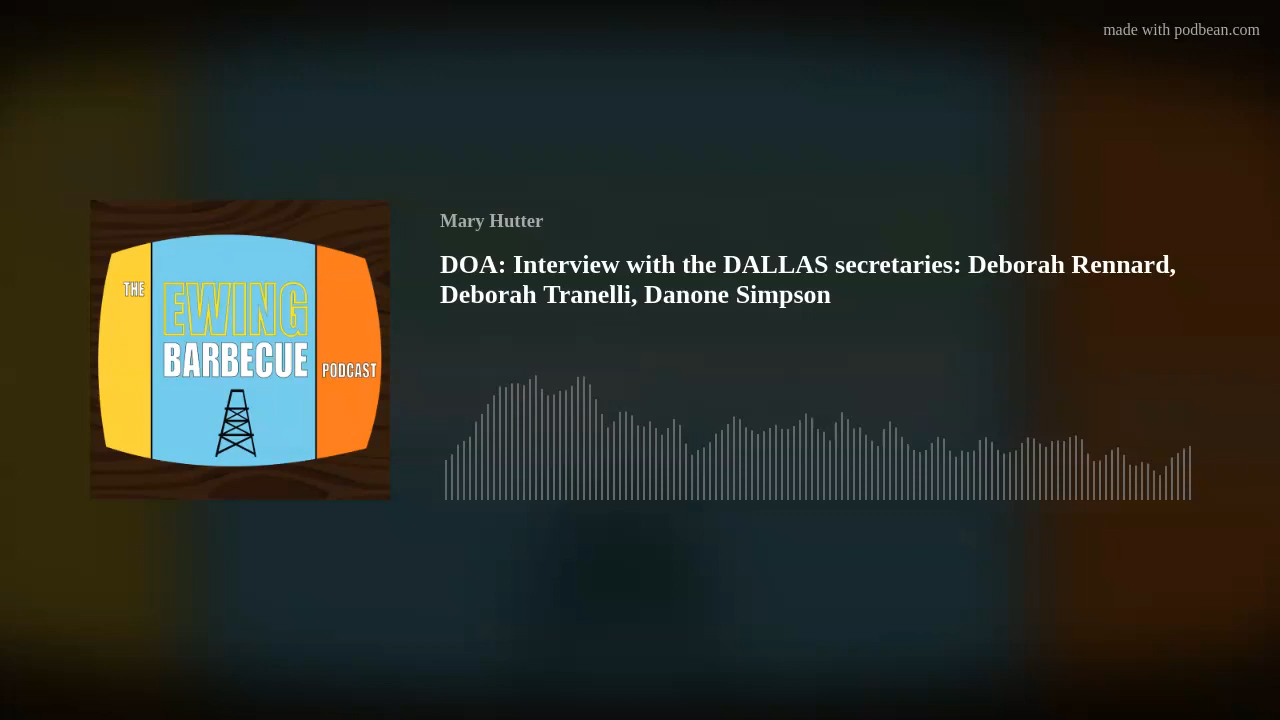 made with podbean.com
THE
EWING
BARBECUE
PODCAST
Mary Hutter
DOA: Interview with the DALLAS secretaries: Deborah Rennard,
Deborah Tranelli, Danone Simpson